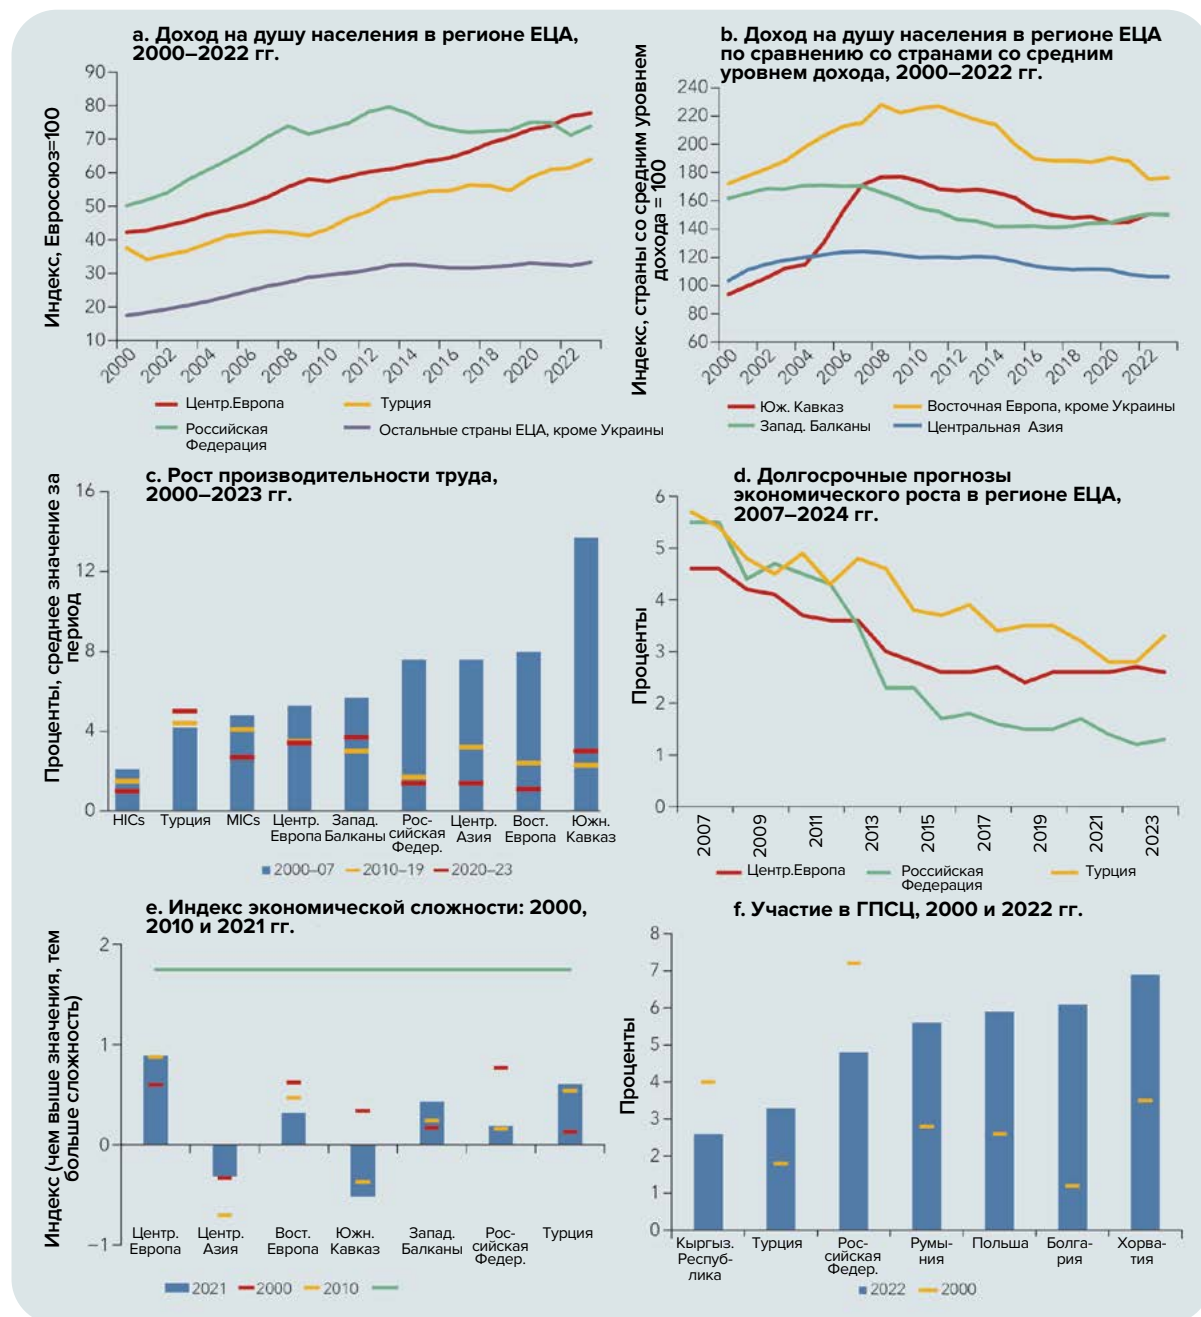 a. Доход на душу населения в регионе ЕЦА,
2000–2022 гг.
Индекс, Евросоюз=100
90
80
70
60
50
40
30
20
10
2000
2002
2004
2006
2008
2010
2012
2014
2016
2018
2020
2022
Центр.Европа
Турция
Российская
Федерация
Остальные страны ЕЦА, кроме Украины
b. Доход на душу населения в регионе ЕЦА
по сравнению со странами со средним
уровнем дохода, 2000–2022 гг.
Индекс, страны со средним уровнем
дохода = 100
240
220
200
180
160
140
120
100
80
60
2000
2002
2004
2006
2008
2010
2012
2014
2016
2018
2020
2022
Юж. Кавказ
Восточная Европа, кроме Украины
Запад. Балканы
Центральная Азия
c. Рост производительности труда,
2000–2023 гг.
Проценты, среднее значение за
период
16
12
8
4
0
HICs
Турция
MICs
Центр.
Европа
Запад.
Балканы
Рос-
сийская
Федер.
Центр.
Азия
Вост.
Европа
Южн.
Кавказ
2000–07
2010–19
2020–23
d. Долгосрочные прогнозы
экономического роста в регионе ЕЦА,
2007–2024 гг.
Проценты
6
5
4
3
2
1
0
2007
2009
2011
2013
2015
2017
2019
2021
2023
Центр.Европа
Российская
Федерация
Турция
e. Индекс экономической сложности: 2000,
2010 и 2021 гг.
Индекс (чем выше значения, тем
больше сложность)
2
1
0
–1
Центр.
Европа
Центр.
Азия
Вост.
Европа
Южн.
Кавказ
Запад.
Балканы
Рос-
сийская
Федер.
Турция
2021
2000
2010
f. Участие в ГПСЦ, 2000 и 2022 гг.
Проценты
8
7
6
5
4
3
2
1
0
Кыргыз.
Респуб-
лика
Турция
Рос-
сийская
Федер.
Румы-
ния
Польша
Болга-
рия
Хорва-
тия
2022
2000